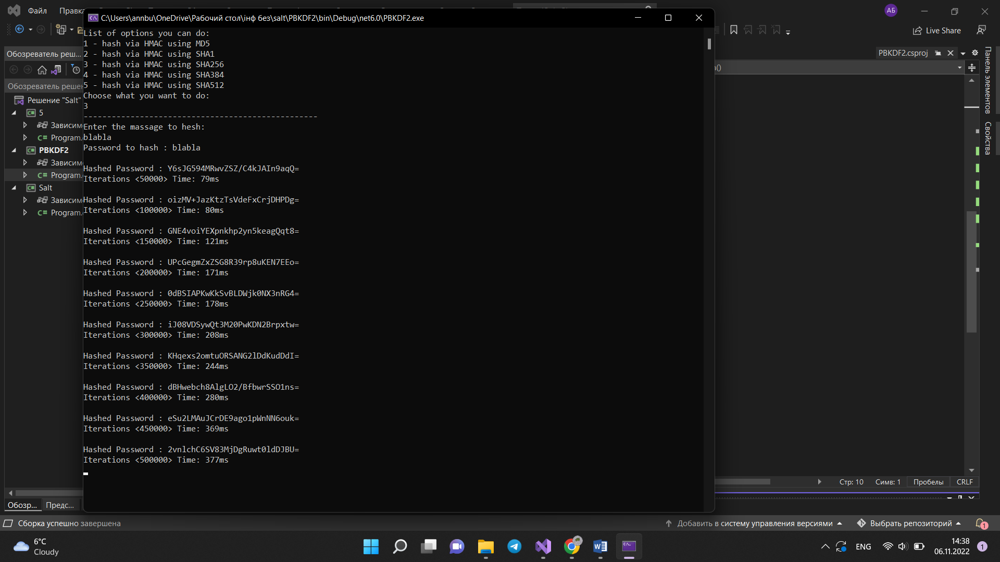 Файл
Правка
C:\Users\annbu\OneDrive\Рабочий стол\інф без\salt\PBKDF2\bin\Debug\net6.0\PBKDF2.exe
АБ
Live Share
Обозреватель реш...
PBKDF2.csproj
Обозреватель решен
Решение "Salt"
5
Зависим
Program.
PBKDF2
Зависим
Program.
Salt
Зависим
Program.
List of options you can do:
1 - hash via HMAC using MD5
2 - hash via HMAC using SHA1
3 - hash via HMAC using SHA256
4 - hash via HMAC using SHA384
5 - hash via HMAC using SHA512
Choose what you want to do:
3
--------------------------------------------------
Enter the massage to hesh:
blabla
Password to hash : blabla
Hashed Password : Y6sJG594MRwvZSZ/C4kJAIn9aqQ=
Iterations <50000> Time: 79ms
Hashed Password : oizMV+JazKtzTsVdeFxCrjDHPDg=
Iterations <100000> Time: 80ms
Hashed Password : GNE4voiYEXpnkhp2yn5keagQqt8=
Iterations <150000> Time: 121ms
Hashed Password : UPcGegmZxZSG8R39rp8uKEN7EEo=
Iterations <200000> Time: 171ms
Hashed Password : 0dBSIAPKwKkSvBLDWjk0NX3nRG4=
Iterations <250000> Time: 178ms
Hashed Password : iJ08VDSywQt3M20PwKDN2Brpxtw=
Iterations <300000> Time: 208ms
Hashed Password : KHqexs2omtuORSANG2lDdKudDdI=
Iterations <350000> Time: 244ms
Hashed Password : dBHwebch8AlgLO2/BfbwrSSO1ns=
Iterations <400000> Time: 280ms
Hashed Password : eSu2LMAuJCrDE9ago1pWnNN6ouk=
Iterations <450000> Time: 369ms
Hashed Password : 2vnlchC6SV83MjDgRuwt0ldDJBU=
Iterations <500000> Time: 377ms
Панель элементов
Свойства
Стр: 10
Симв: 1
Пробелы
CRLF
Обозр...
Предс...
Сборка успешно завершена
Добавить в систему управления версиями
Выбрать репозиторий
1
6°C
Cloudy
ENG
14:38
06.11.2022
1